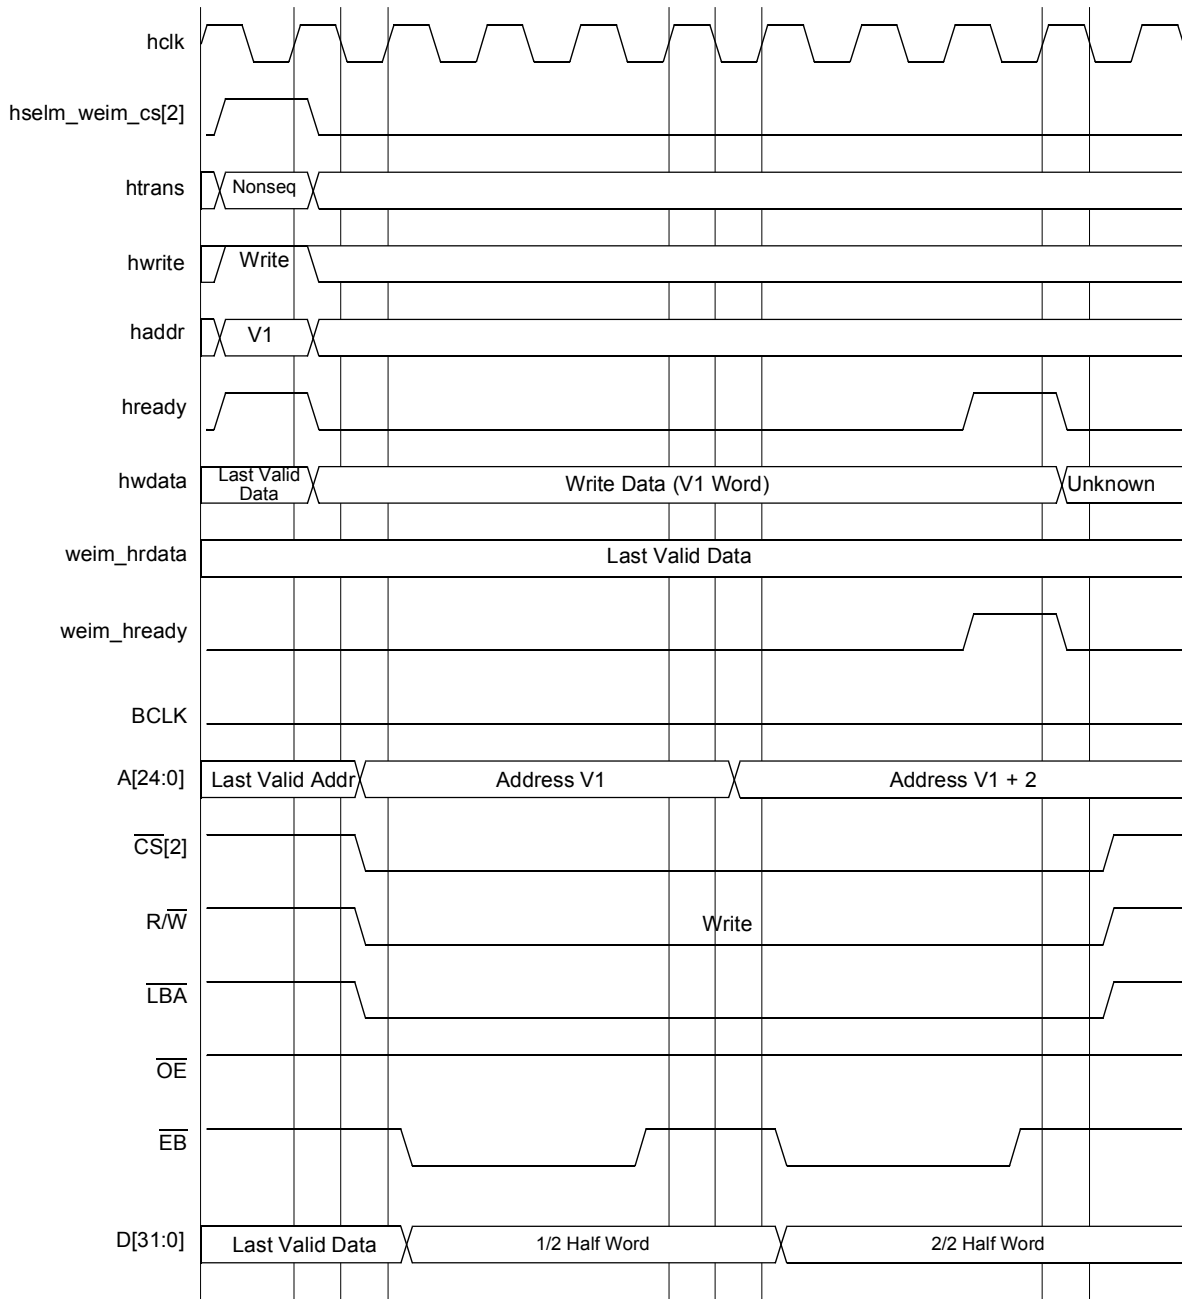 hclk
hselm_weim_cs[2]
htrans
Nonseq
hwrite
Write
haddr
V1
hready
hwdata
Last Valid
Data
Write Data (V1 Word)
Unknown
weim_hrdata
Last Valid Data
weim_hready
BCLK
A[24:0]
Last Valid Addr
Address V1
Address V1 + 2
CS[2]
R/W
Write
LBA
OE
EB
D[31:0]
Last Valid Data
1/2 Half Word
2/2 Half Word